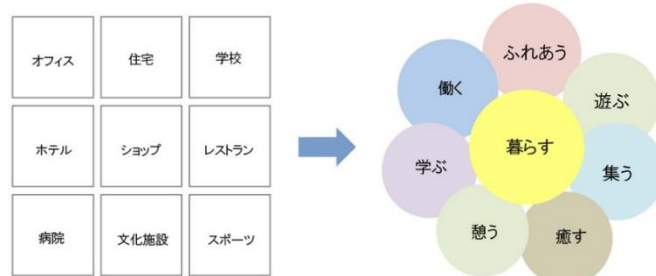 オフィス
住宅
学校
ホテル
ショップ
レストラン
病院
文化施設
スポーツ
ふれあう
働く
遊ぶ
暮らす
学ぶ
集う
憩う
癒す